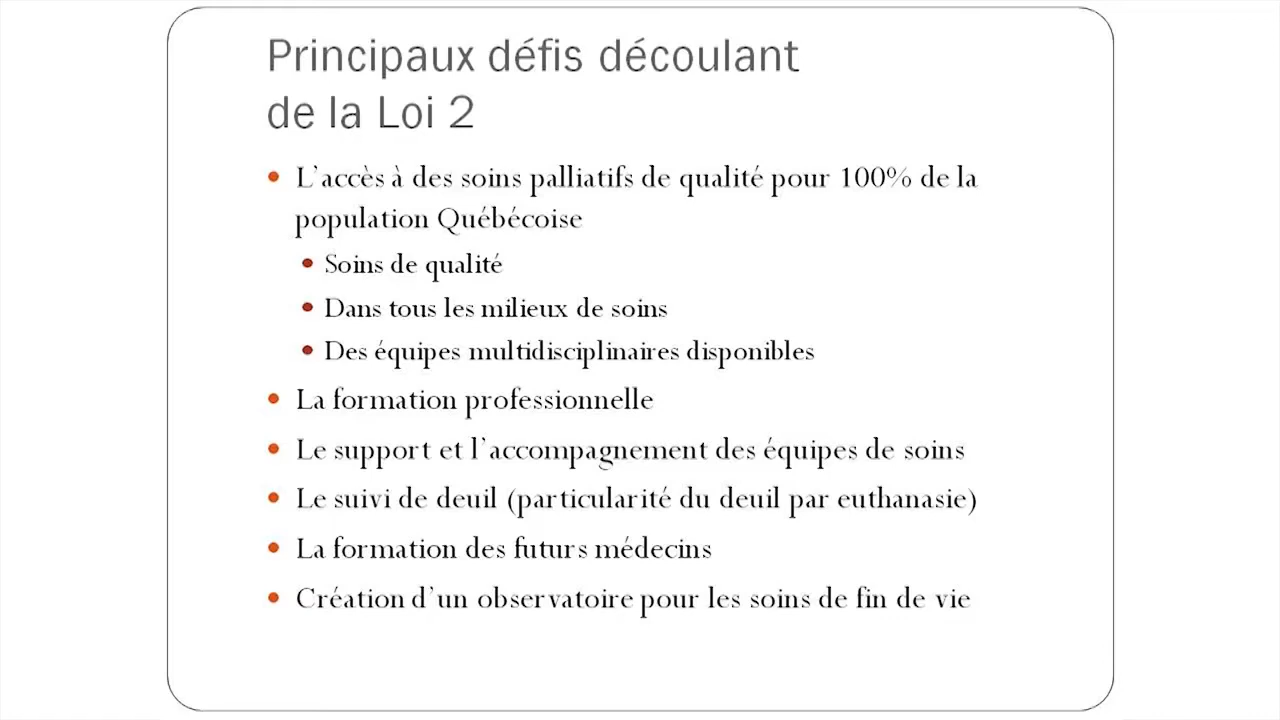 Principaux défis découlant
de la Loi 2
• L'accès à des soins palliatifs de qualité pour 100% de la
population Québécoise
• Soins de qualité
• Dans tous les milieux de soins
• Des équipes multidisciplinaires disponibles
• La formation professionnelle
• Le support et l'accompagnement des équipes de soins
• Le suivi de deuil (particularité du deuil par euthanasie)
• La formation des futurs médecins
• Création d'un observatoire pour les soins de fin de vie